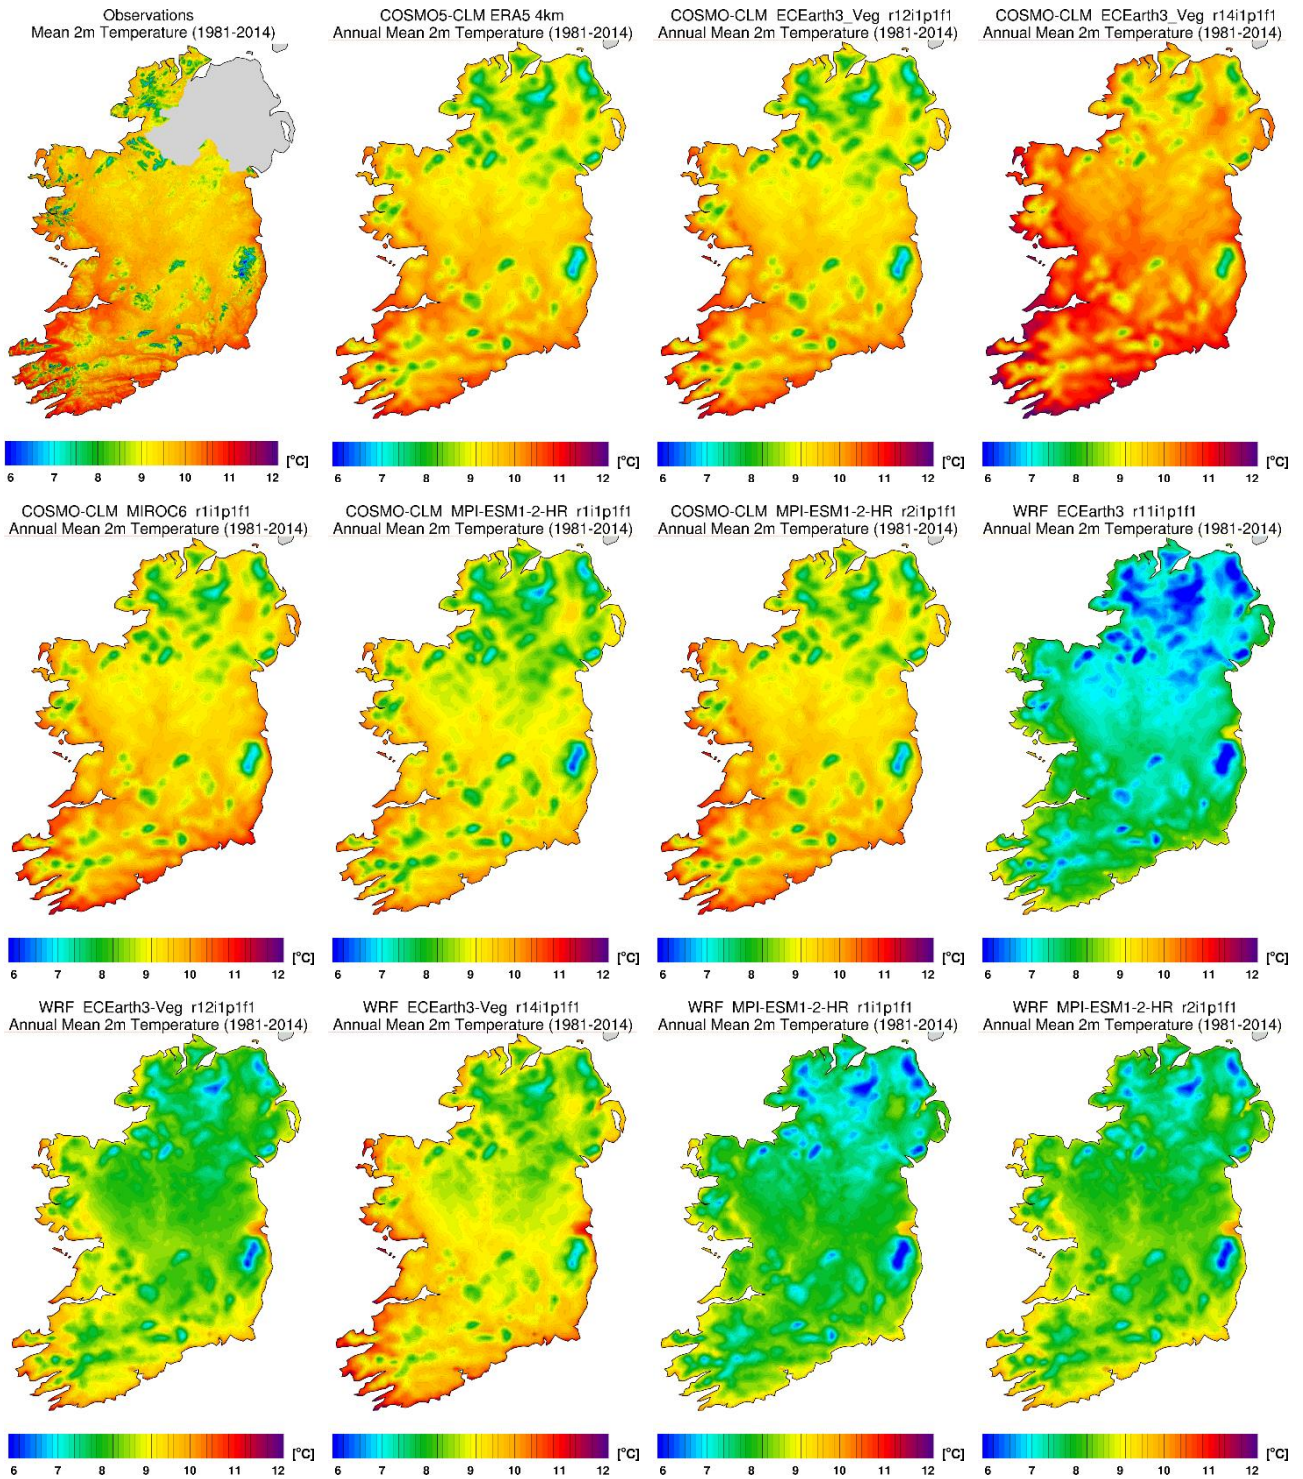 Observations
Mean 2m Temperature (1981-2014)
COSMO5-CLM ERA5 4km
Annual Mean 2m Temperature (1981-2014)
COSMO-CLM ECEarth3_Veg r12i1p1f1
Annual Mean 2m Temperature (1981-2014)
COSMO-CLM ECEarth3_Veg r14i1p1f1
Annual Mean 2m Temperature (1981-2014)
6 7 8 9 10 11 12 [°C]
6 7 8 9 10 11 12 [°C]
6 7 8 9 10 11 12 [°C]
6 7 8 9 10 11 12 [°C]
COSMO-CLM MIROC6 r1i1p1f1
Annual Mean 2m Temperature (1981-2014)
COSMO-CLM MPI-ESM1-2-HR r1i1p1f1
Annual Mean 2m Temperature (1981-2014)
COSMO-CLM MPI-ESM1-2-HR r2i1p1f1
Annual Mean 2m Temperature (1981-2014)
WRF ECEarth3 r11i1p1f1
Annual Mean 2m Temperature (1981-2014)
6 7 8 9 10 11 12 [°C]
6 7 8 9 10 11 12 [°C]
6 7 8 9 10 11 12 [°C]
6 7 8 9 10 11 12 [°C]
WRF ECEarth3-Veg r12i1p1f1
Annual Mean 2m Temperature (1981-2014)
WRF ECEarth3-Veg r14i1p1f1
Annual Mean 2m Temperature (1981-2014)
WRF MPI-ESM1-2-HR r1i1p1f1
Annual Mean 2m Temperature (1981-2014)
WRF MPI-ESM1-2-HR r2i1p1f1
Annual Mean 2m Temperature (1981-2014)
6 7 8 9 10 11 12 [°C]
6 7 8 9 10 11 12 [°C]
6 7 8 9 10 11 12 [°C]
6 7 8 9 10 11 12 [°C]